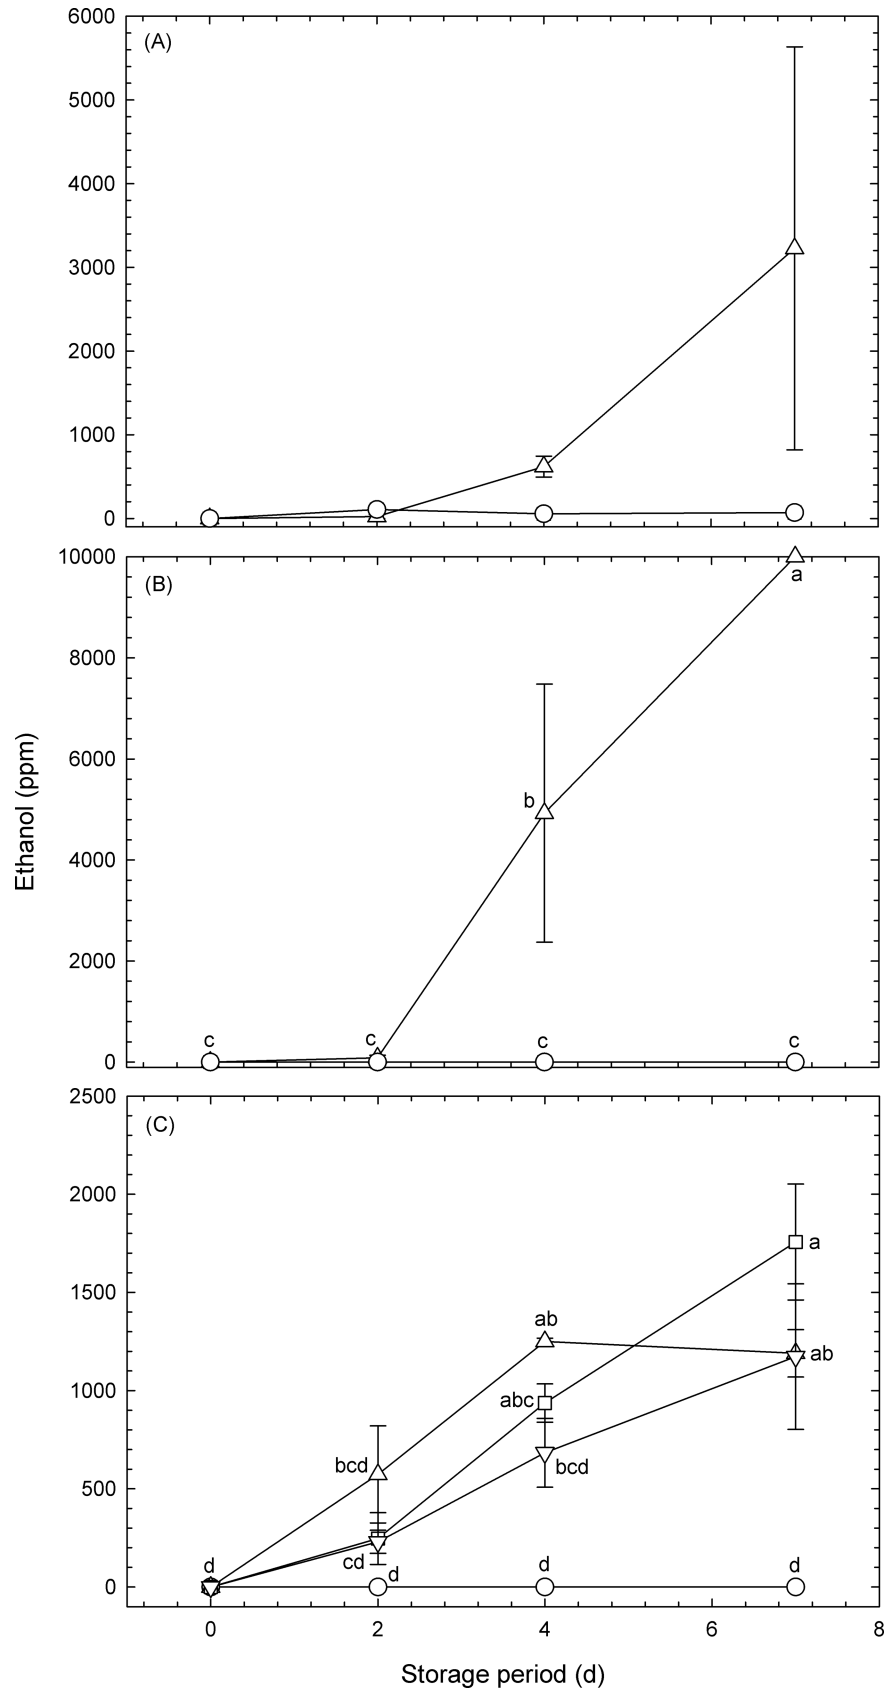 6000
(A)
5000
4000
3000
2000
1000
0
10000
(B)
a
8000
6000
b
4000
2000
c c c c
0
Ethanol (ppm)
2500
(C)
2000
a
1500
ab
ab
1000
abc
bcd
bcd
500
cd
d d d d
0
0 2 4 6 8
Storage period (d)